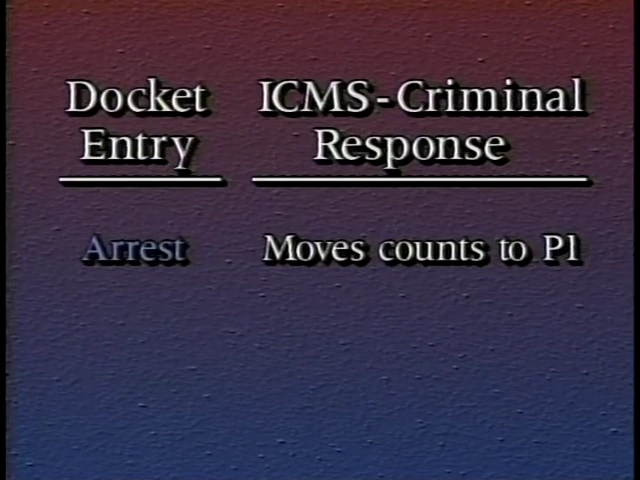 Docket Entry
ICMS-Criminal Response
Arrest
Moves counts to P1